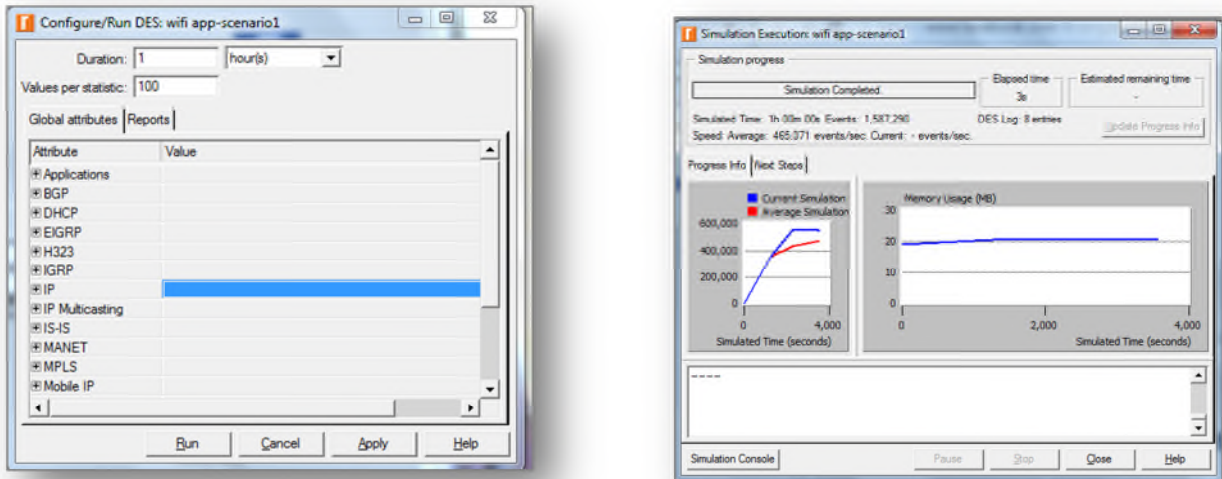 Configure/Run DES: wifi app-scenario1
Duration: 1 hour(s)
Values per statistic: 100
Global attributes Reports
Attribute Value
Applications
BGP
DHCP
EIGRP
H323
IGRP
IP
IP Multicasting
IS-IS
MANET
MPLS
Mobile IP
Run Cancel Apply Help
Simulation Execution: wifi app-scenario1
Simulation progress
Simulation Completed.
Elapsed time
3s
Estimated remaining time
-
Simulated Time: 1h 00m 00s Events: 1,587,290 DES Log: 8 entries
Speed: Average: 465,071 events/sec. Current: - events/sec.
Update Progress Info
Progress Info Next Steps
Current Simulation
Average Simulation
600,000
400,000
200,000
0
0 4,000
Simulated Time (seconds)
Memory Usage (MB)
30
20
10
0
0 2,000 4,000
Simulated Time (seconds)
----
Simulation Console Pause Stop Close Help